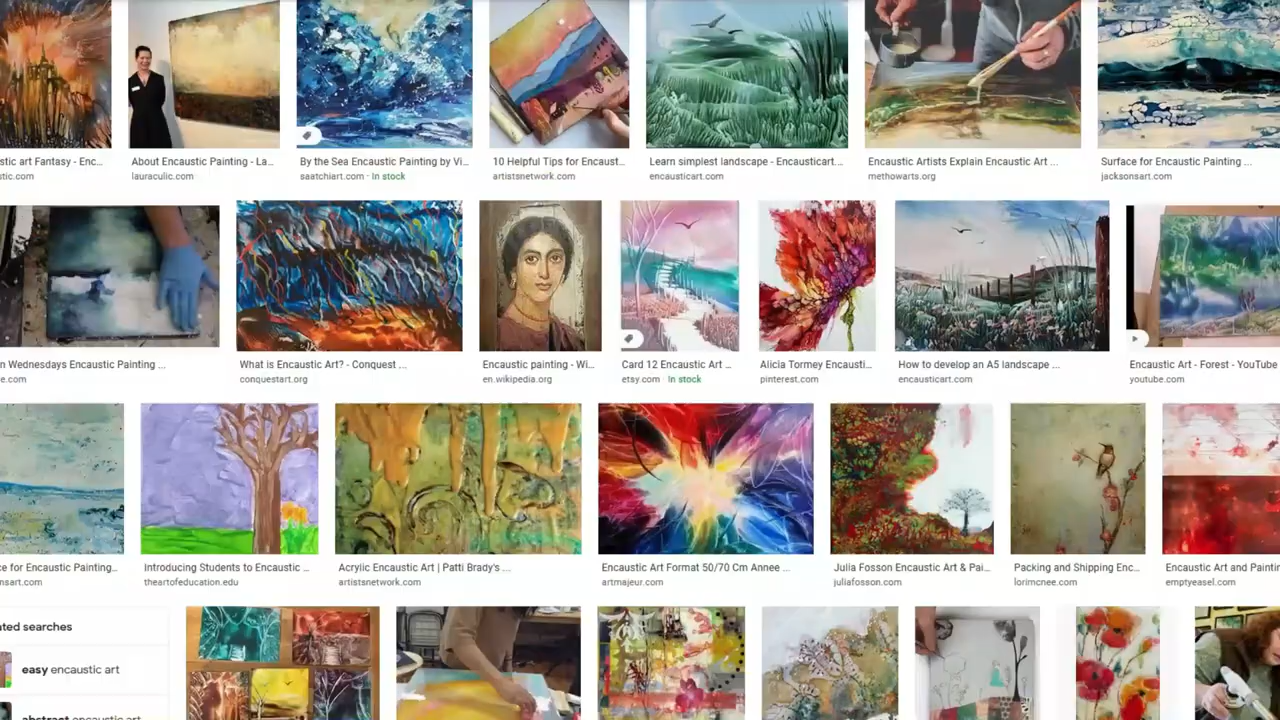 stic art Fantasy - Enc...
stic.com
About Encaustic Painting - La...
lauraculic.com
By the Sea Encaustic Painting by Vi...
saatchiart.com · In stock
10 Helpful Tips for Encaust...
artistsnetwork.com
Learn simplest landscape - Encausticart...
encausticart.com
Encaustic Artists Explain Encaustic Art ...
methowarts.org
Surface for Encaustic Painting ...
jacksonsart.com
n Wednesdays Encaustic Painting ...
e.com
What is Encaustic Art? - Conquest ...
conquestart.org
Encaustic painting - Wi...
en.wikipedia.org
Card 12 Encaustic Art ...
etsy.com · In stock
Alicia Tormey Encausti...
pinterest.com
How to develop an A5 landscape ...
encausticart.com
Encaustic Art - Forest - YouTube
youtube.com
ce for Encaustic Painting...
nsart.com
Introducing Students to Encaustic ...
theartofeducation.edu
Acrylic Encaustic Art | Patti Brady's ...
artistsnetwork.com
Encaustic Art Format 50/70 Cm Annee ...
artmajeur.com
Julia Fosson Encaustic Art & Pai...
juliafosson.com
Packing and Shipping Enc...
lorimcnee.com
Encaustic Art and Paintin
emptyeasel.com
ated searches
easy encaustic art
abstract encaustic art